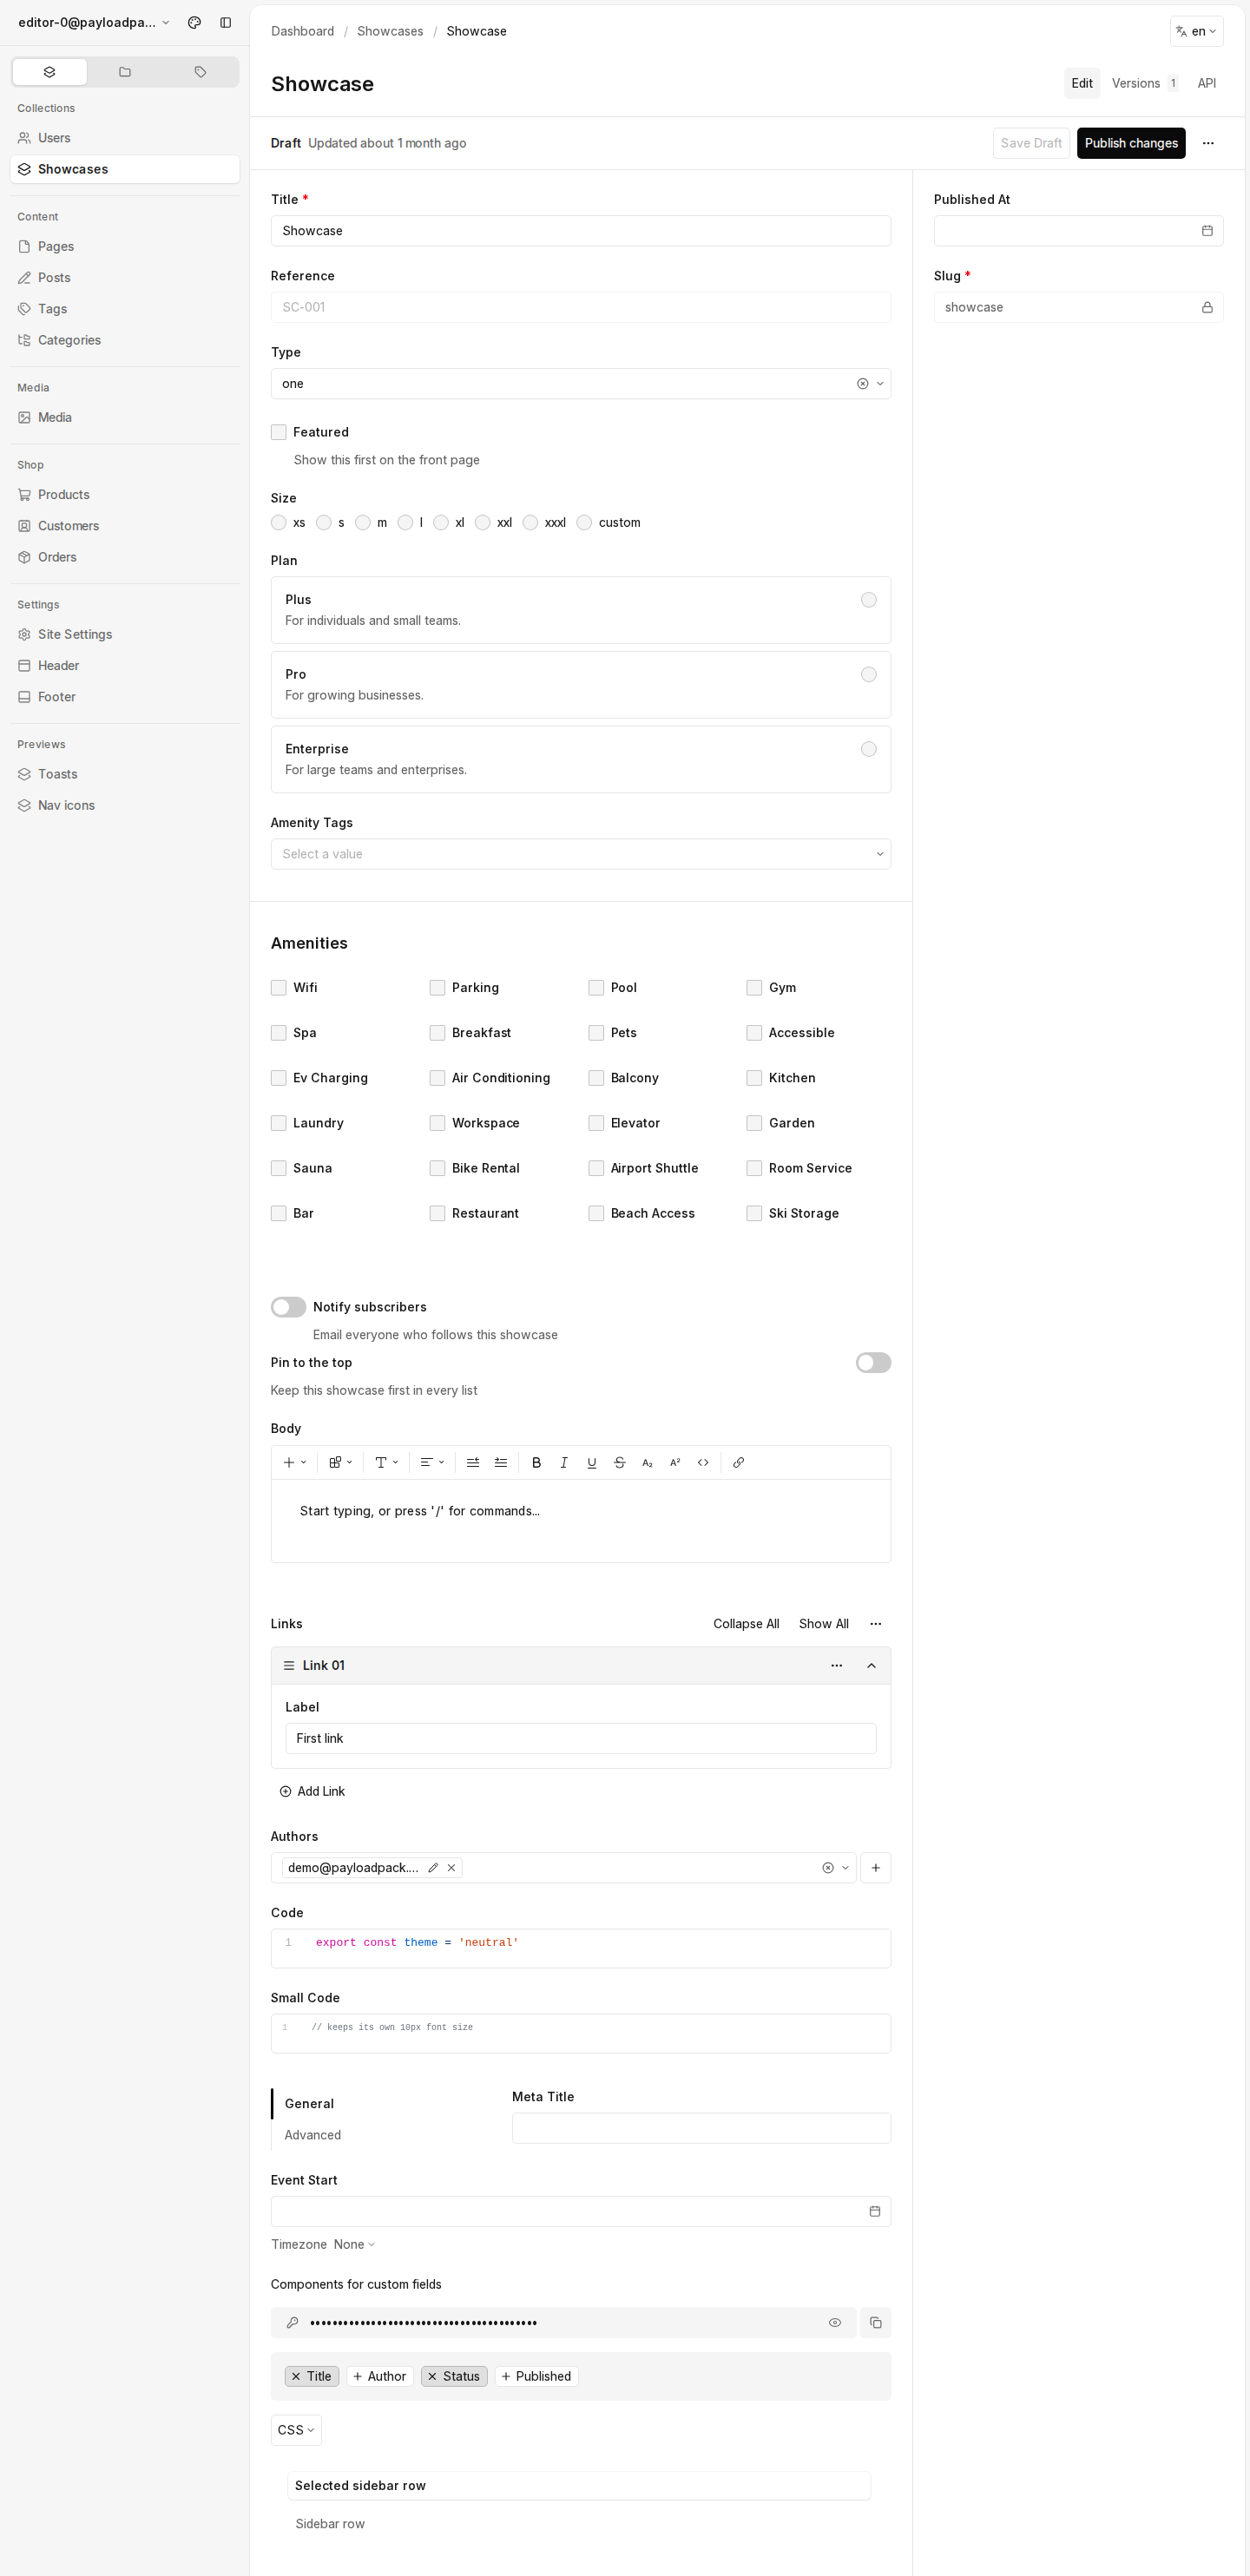 editor-0@payloadpa...
Collections
Users
Showcases
Content
Pages
Posts
Tags
Categories
Media
Media
Shop
Products
Customers
Orders
Settings
Site Settings
Header
Footer
Previews
Toasts
Nav icons
Dashboard / Showcases / Showcase
en
Showcase
Edit Versions 1 API
Draft Updated about 1 month ago
Save Draft Publish changes
Title *
Showcase
Reference
SC-001
Type
one
Featured
Show this first on the front page
Size
xs s m l xl xxl xxxl custom
Plan
Plus
For individuals and small teams.
Pro
For growing businesses.
Enterprise
For large teams and enterprises.
Amenity Tags
Select a value
Published At
Slug *
showcase
Amenities
Wifi Parking Pool Gym
Spa Breakfast Pets Accessible
Ev Charging Air Conditioning Balcony Kitchen
Laundry Workspace Elevator Garden
Sauna Bike Rental Airport Shuttle Room Service
Bar Restaurant Beach Access Ski Storage
Notify subscribers
Email everyone who follows this showcase
Pin to the top
Keep this showcase first in every list
Body
Start typing, or press '/' for commands...
Links Collapse All Show All
Link 01
Label
First link
Add Link
Authors
demo@payloadpack....
Code
1 export const theme = 'neutral'
Small Code
1 // keeps its own 10px font size
General
Advanced
Meta Title
Event Start
Timezone None
Components for custom fields
Title Author Status Published
CSS
Selected sidebar row
Sidebar row